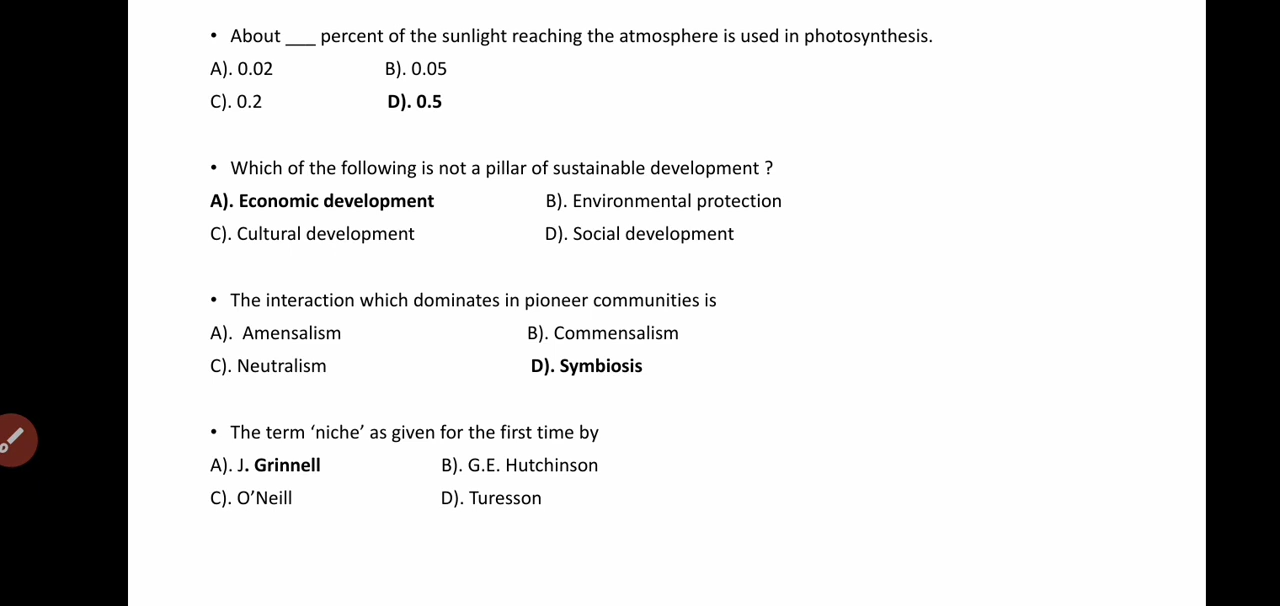 • About ___ percent of the sunlight reaching the atmosphere is used in photosynthesis.
A). 0.02 B). 0.05
C). 0.2 D). 0.5
• Which of the following is not a pillar of sustainable development ?
A). Economic development B). Environmental protection
C). Cultural development D). Social development
• The interaction which dominates in pioneer communities is
A). Amensalism B). Commensalism
C). Neutralism D). Symbiosis
• The term ‘niche’ as given for the first time by
A). J. Grinnell B). G.E. Hutchinson
C). O’Neill D). Turesson